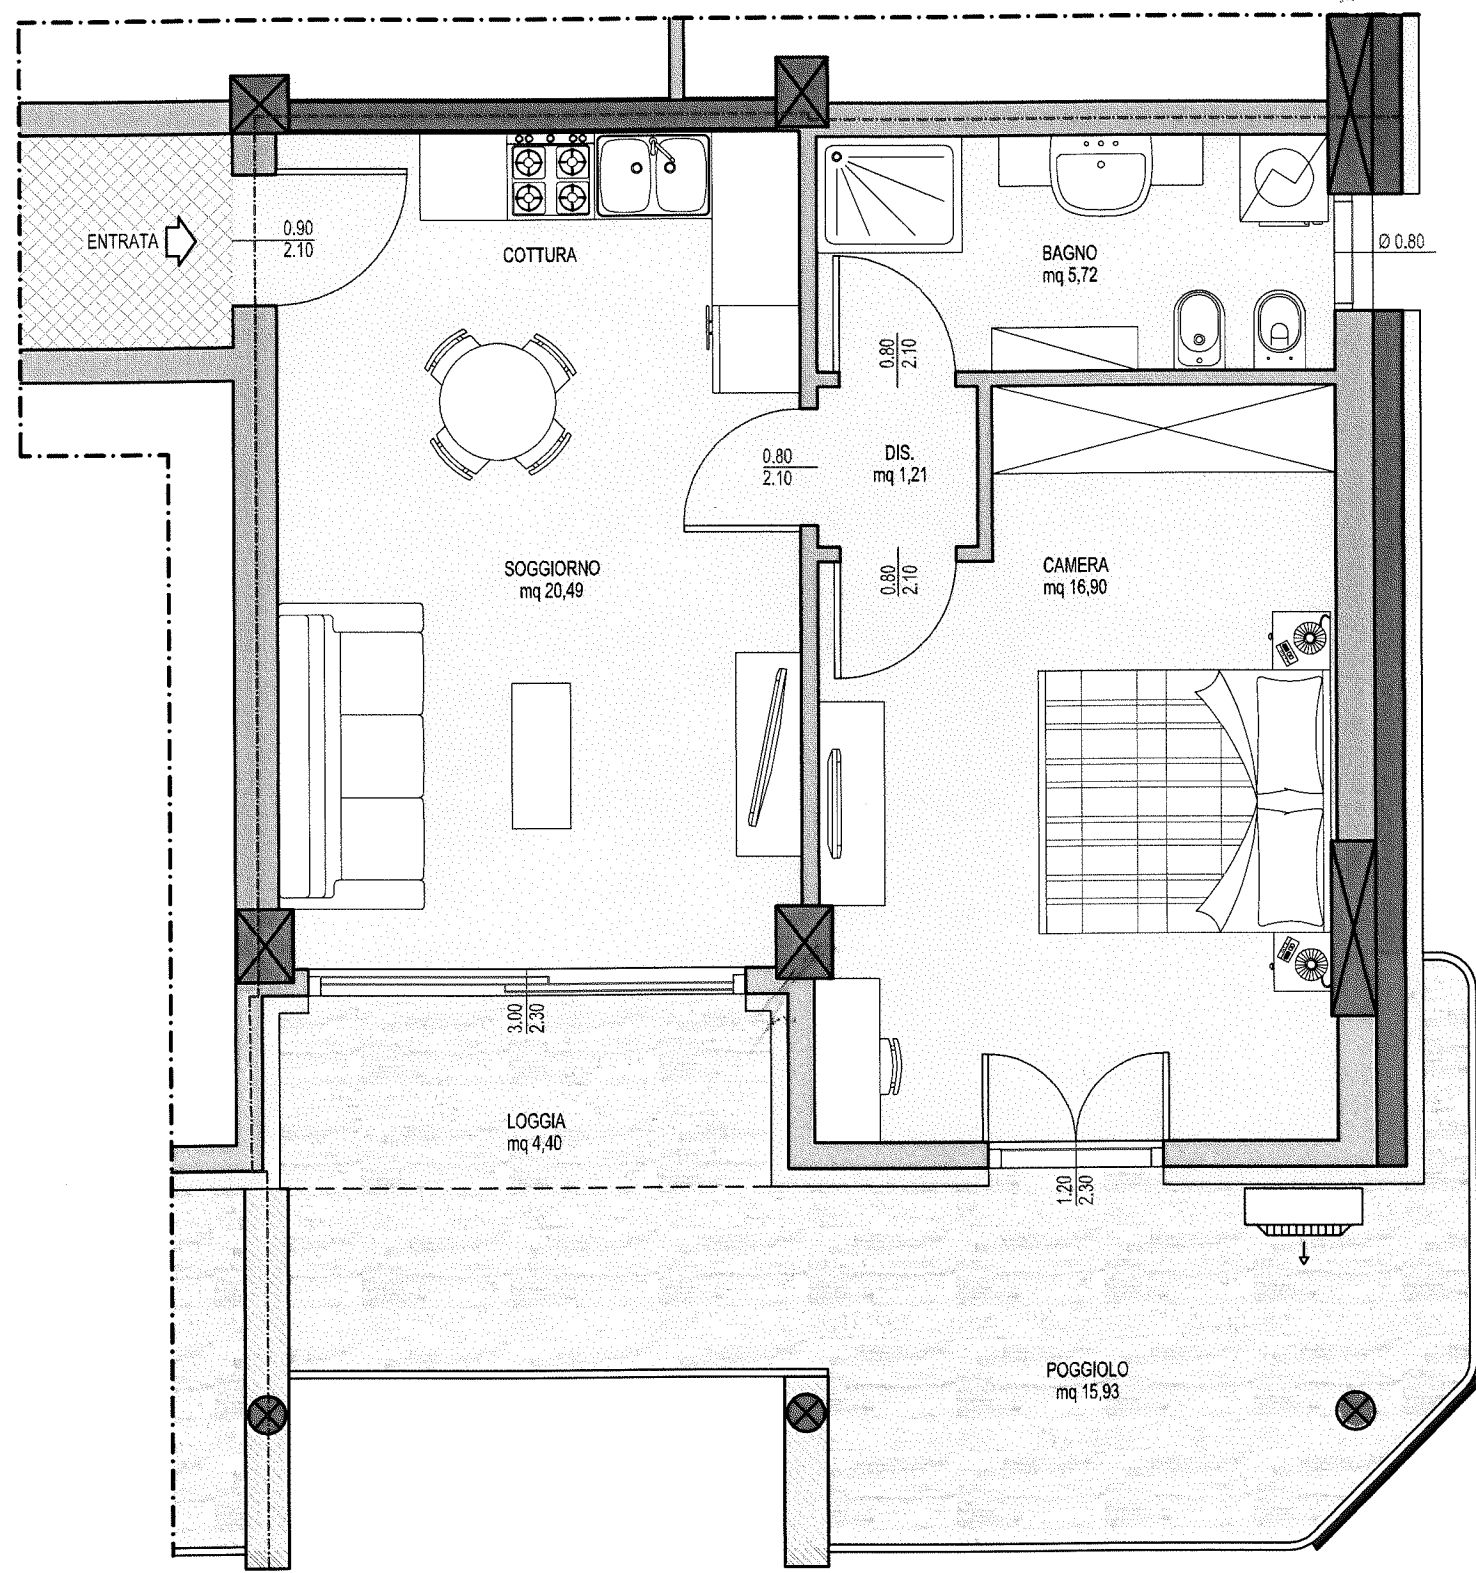 ENTRATA
0.90
2.10
COTTURA
BAGNO
mq 5,72
Ø 0.80
0.80
2.10
0.80
2.10
DIS.
mq 1,21
SOGGIORNO
mq 20,49
0.80
2.10
CAMERA
mq 16,90
3.00
2.30
LOGGIA
mq 4,40
1.20
2.30
POGGIOLO
mq 15,93